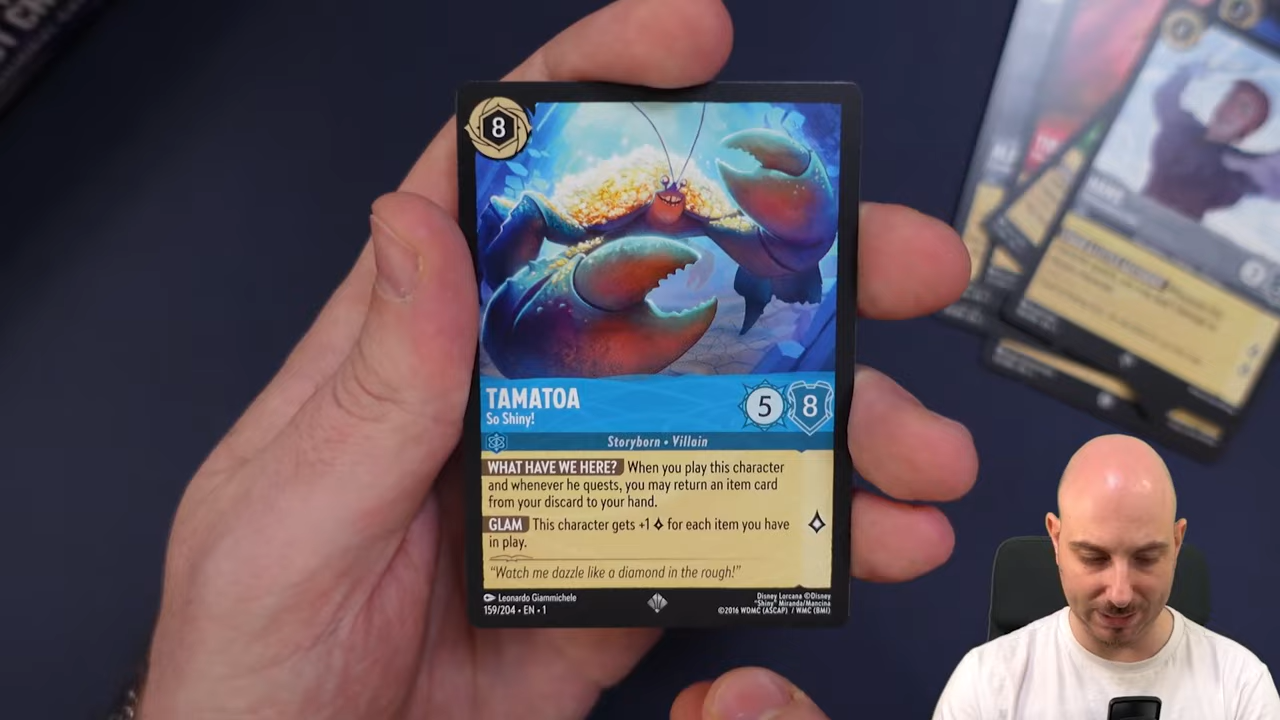 8
TAMATOA
So Shiny!
5
8
Storyborn • Villain
WHAT HAVE WE HERE? When you play this character
and whenever he quests, you may return an item card
from your discard to your hand.
GLAM This character gets +1 for each item you have
in play.
“Watch me dazzle like a diamond in the rough!”
Leonardo Giammichele
159/204 • EN • 1
Disney Lorcana ©Disney
"Shiny" Miranda/Mancina
©2016 WDMC (ASCAP) / WMC (BMI)